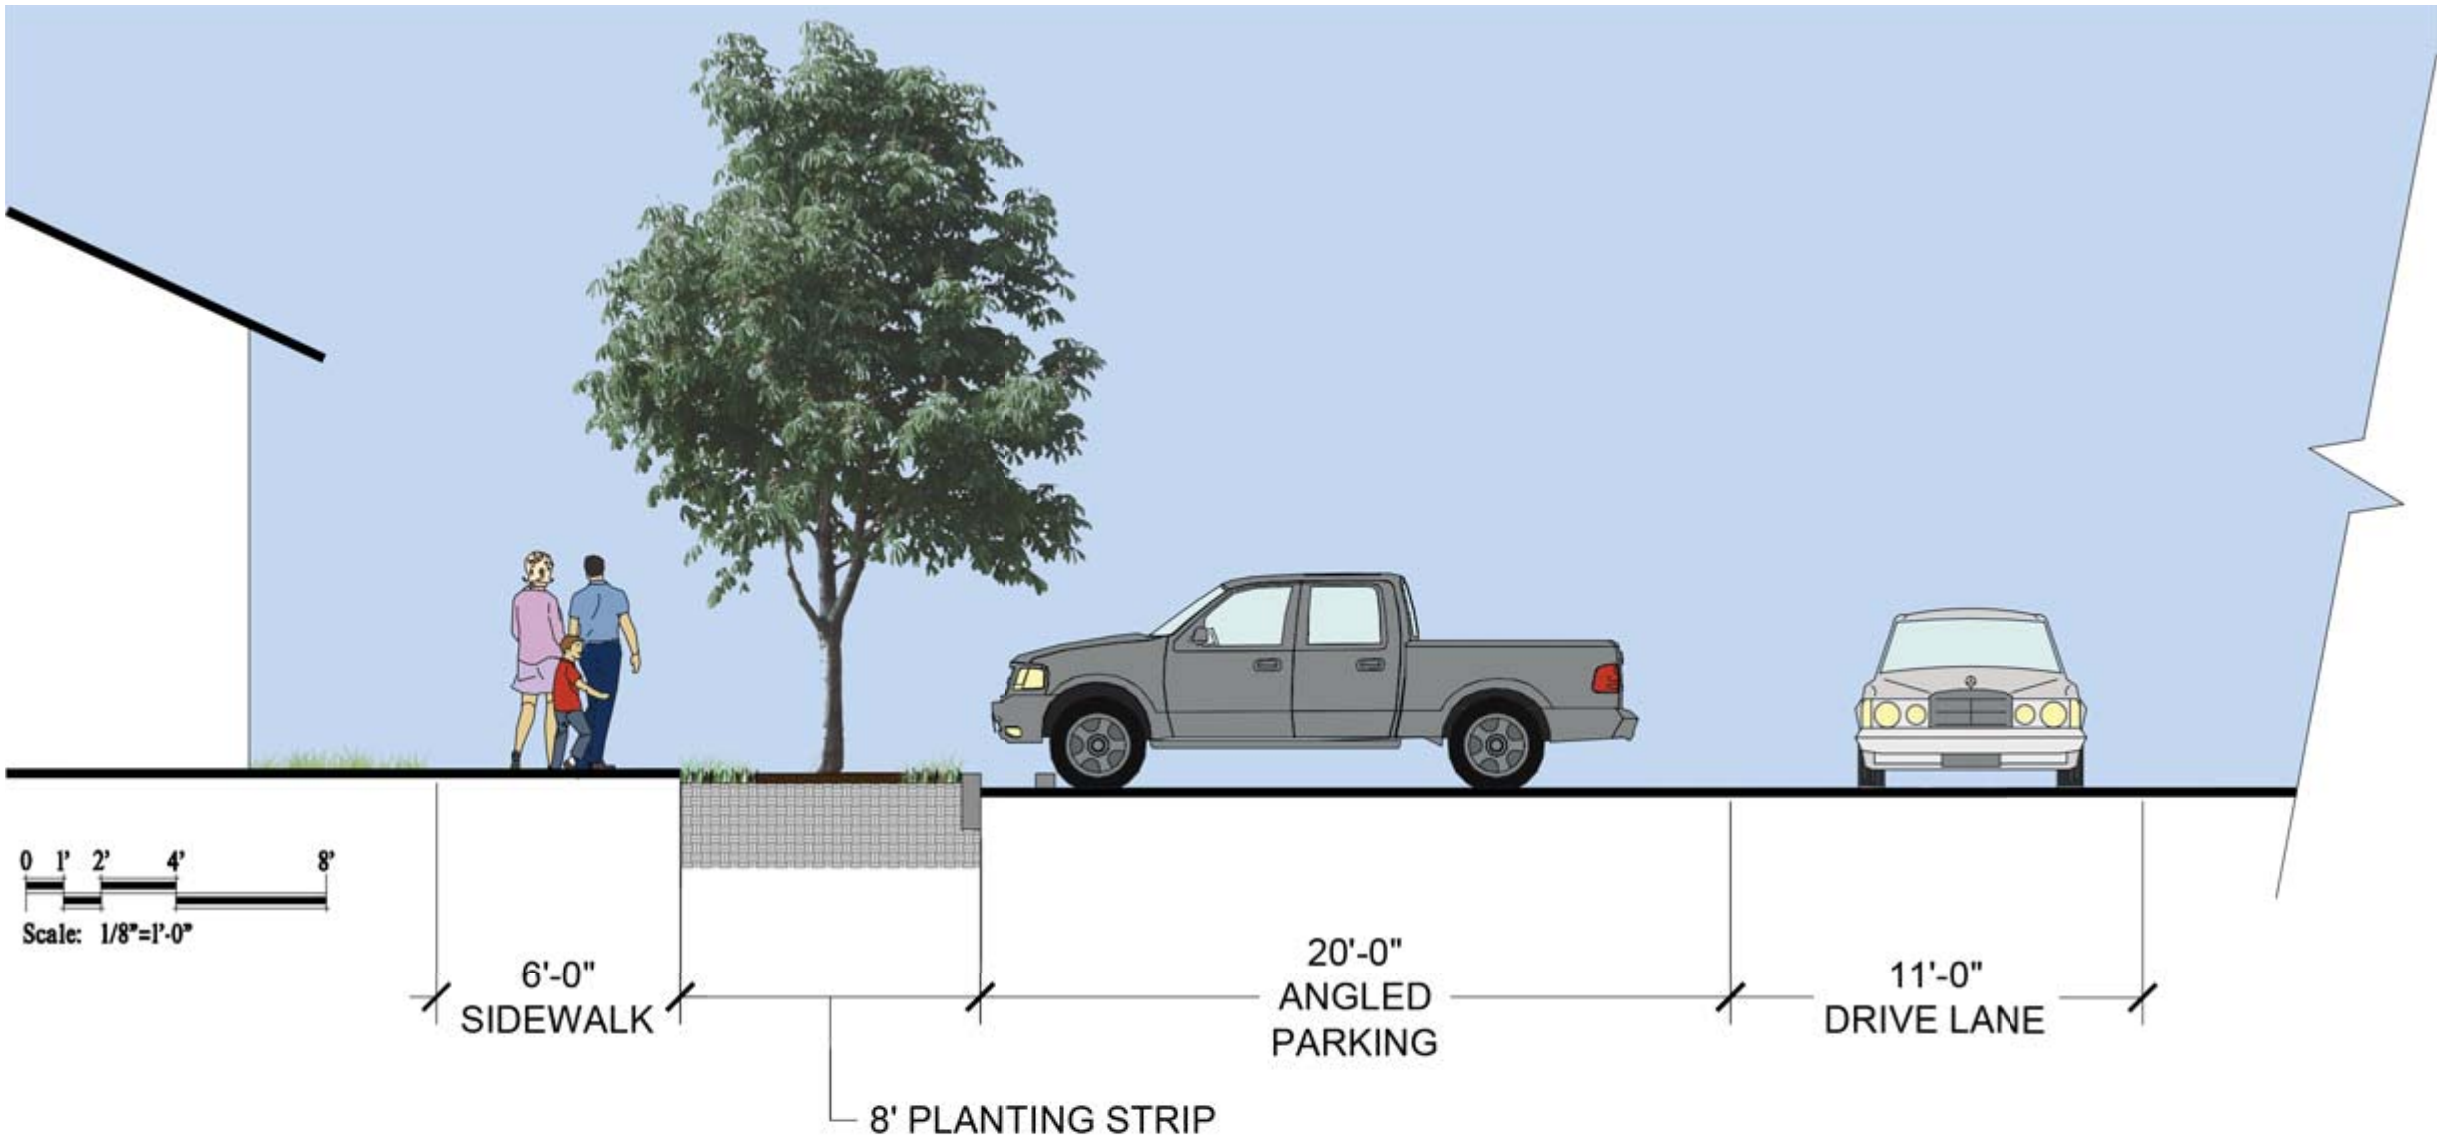 0 1' 2' 4' 8'
Scale: 1/8"=1'-0"
6'-0"
SIDEWALK
20'-0"
ANGLED
PARKING
11'-0"
DRIVE LANE
8' PLANTING STRIP